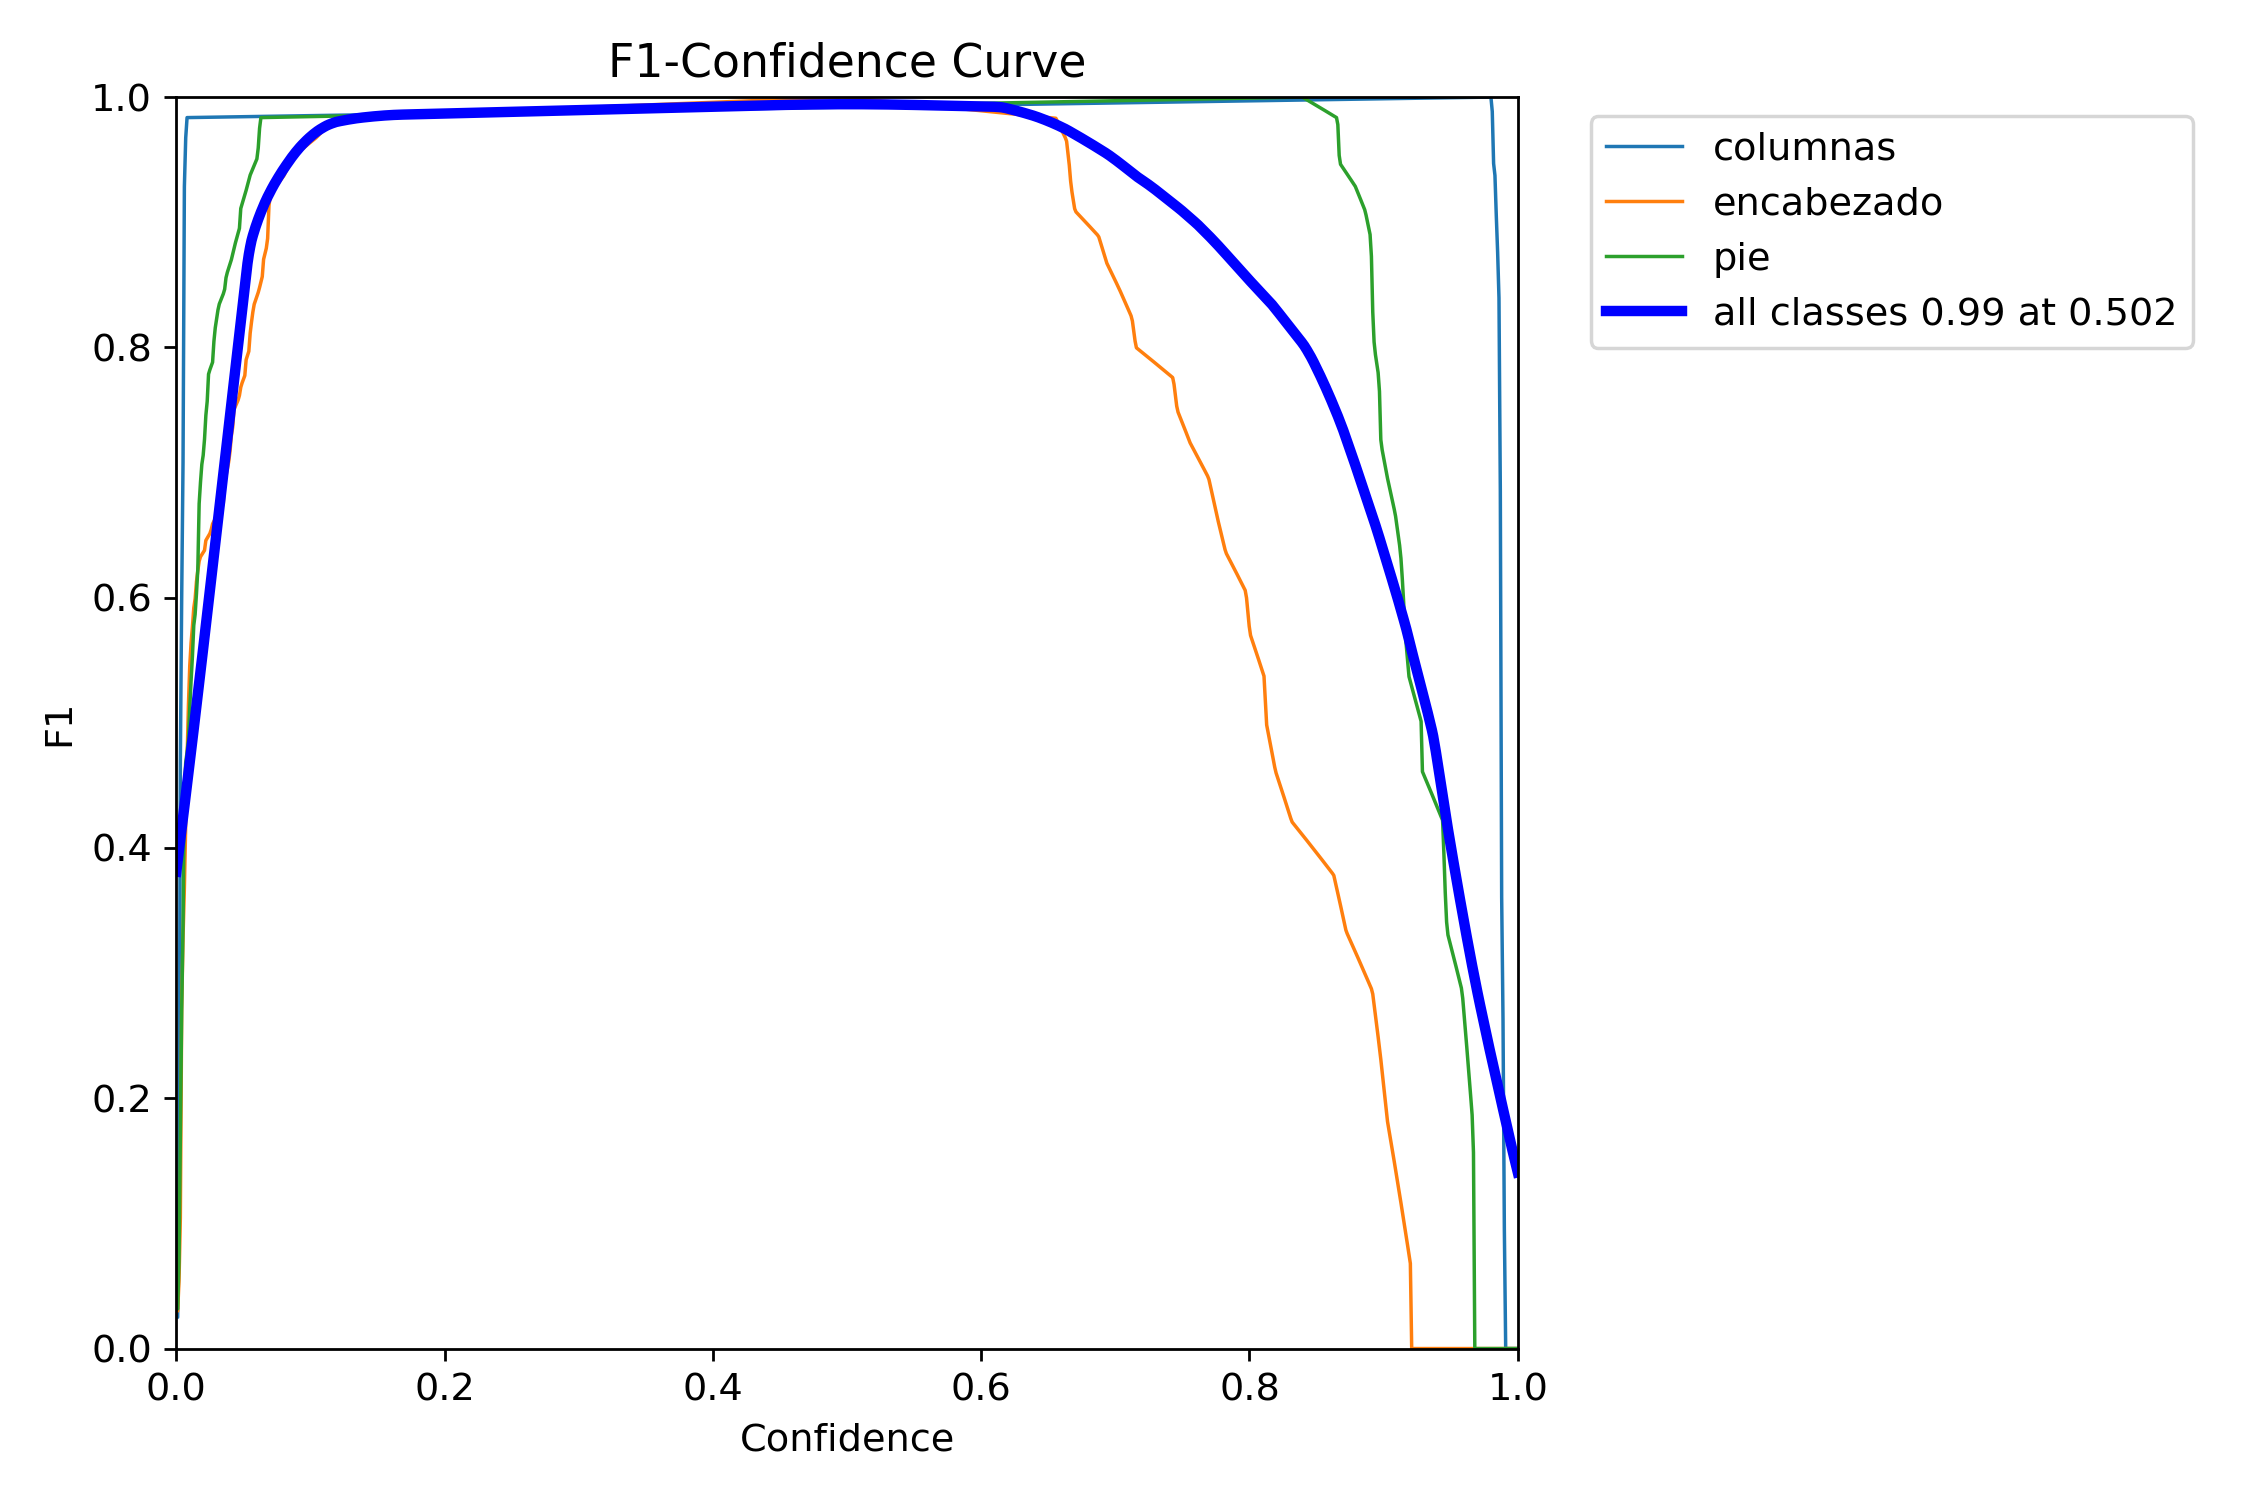 F1-Confidence Curve
1.0
0.8
0.6
0.4
0.2
0.0
F1
0.0 0.2 0.4 0.6 0.8 1.0
Confidence
columnas
encabezado
pie
all classes 0.99 at 0.502